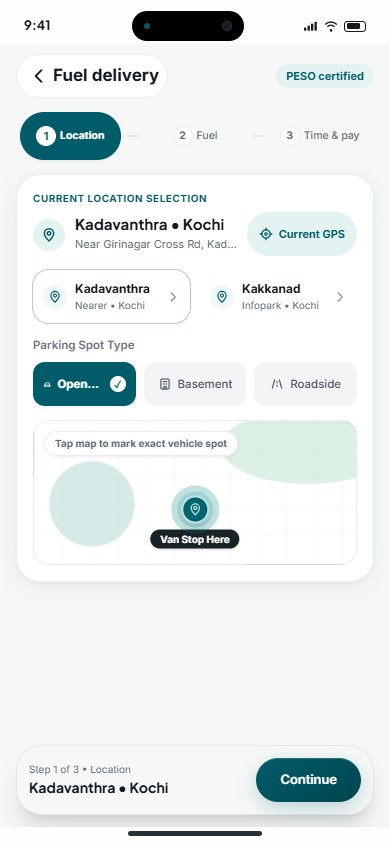 9:41
Fuel delivery
PESO certified
1 Location
2 Fuel
3 Time & pay
CURRENT LOCATION SELECTION
Kadavanthra • Kochi
Near Girinagar Cross Rd, Kad...
Current GPS
Kadavanthra
Nearer • Kochi
Kakkanad
Infopark • Kochi
Parking Spot Type
Open...
Basement
Roadside
Tap map to mark exact vehicle spot
Van Stop Here
Step 1 of 3 • Location
Kadavanthra • Kochi
Continue